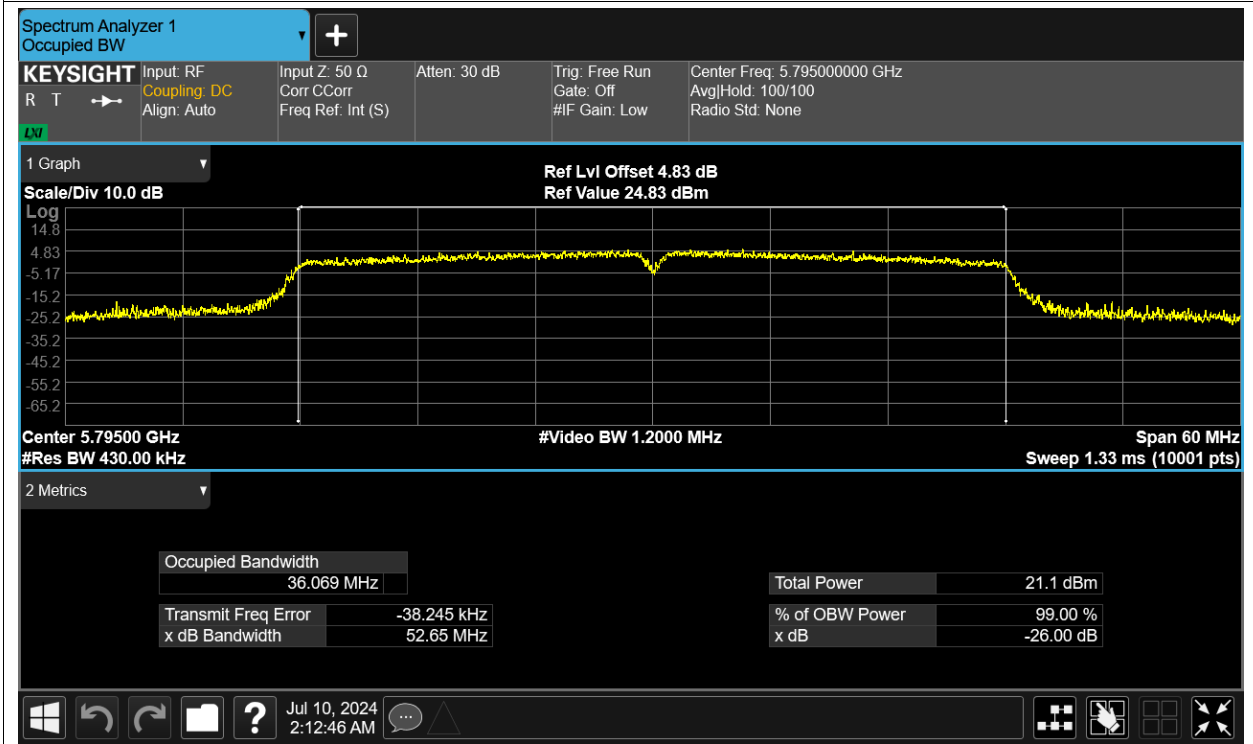 Spectrum Analyzer 1
Occupied BW
+
KEYSIGHT
R T
LXI
Input: RF
Coupling: DC
Align: Auto
Input Z: 50 Ω
Corr CCorr
Freq Ref: Int (S)
Atten: 30 dB
Trig: Free Run
Gate: Off
#IF Gain: Low
Center Freq: 5.795000000 GHz
Avg|Hold: 100/100
Radio Std: None
1 Graph
Scale/Div 10.0 dB
Ref Lvl Offset 4.83 dB
Ref Value 24.83 dBm
Log
14.8
4.83
-5.17
-15.2
-25.2
-35.2
-45.2
-55.2
-65.2
Center 5.79500 GHz
#Res BW 430.00 kHz
#Video BW 1.2000 MHz
Span 60 MHz
Sweep 1.33 ms (10001 pts)
2 Metrics
Occupied Bandwidth
36.069 MHz
Transmit Freq Error -38.245 kHz
x dB Bandwidth 52.65 MHz
Total Power 21.1 dBm
% of OBW Power 99.00 %
x dB -26.00 dB
?
Jul 10, 2024
2:12:46 AM